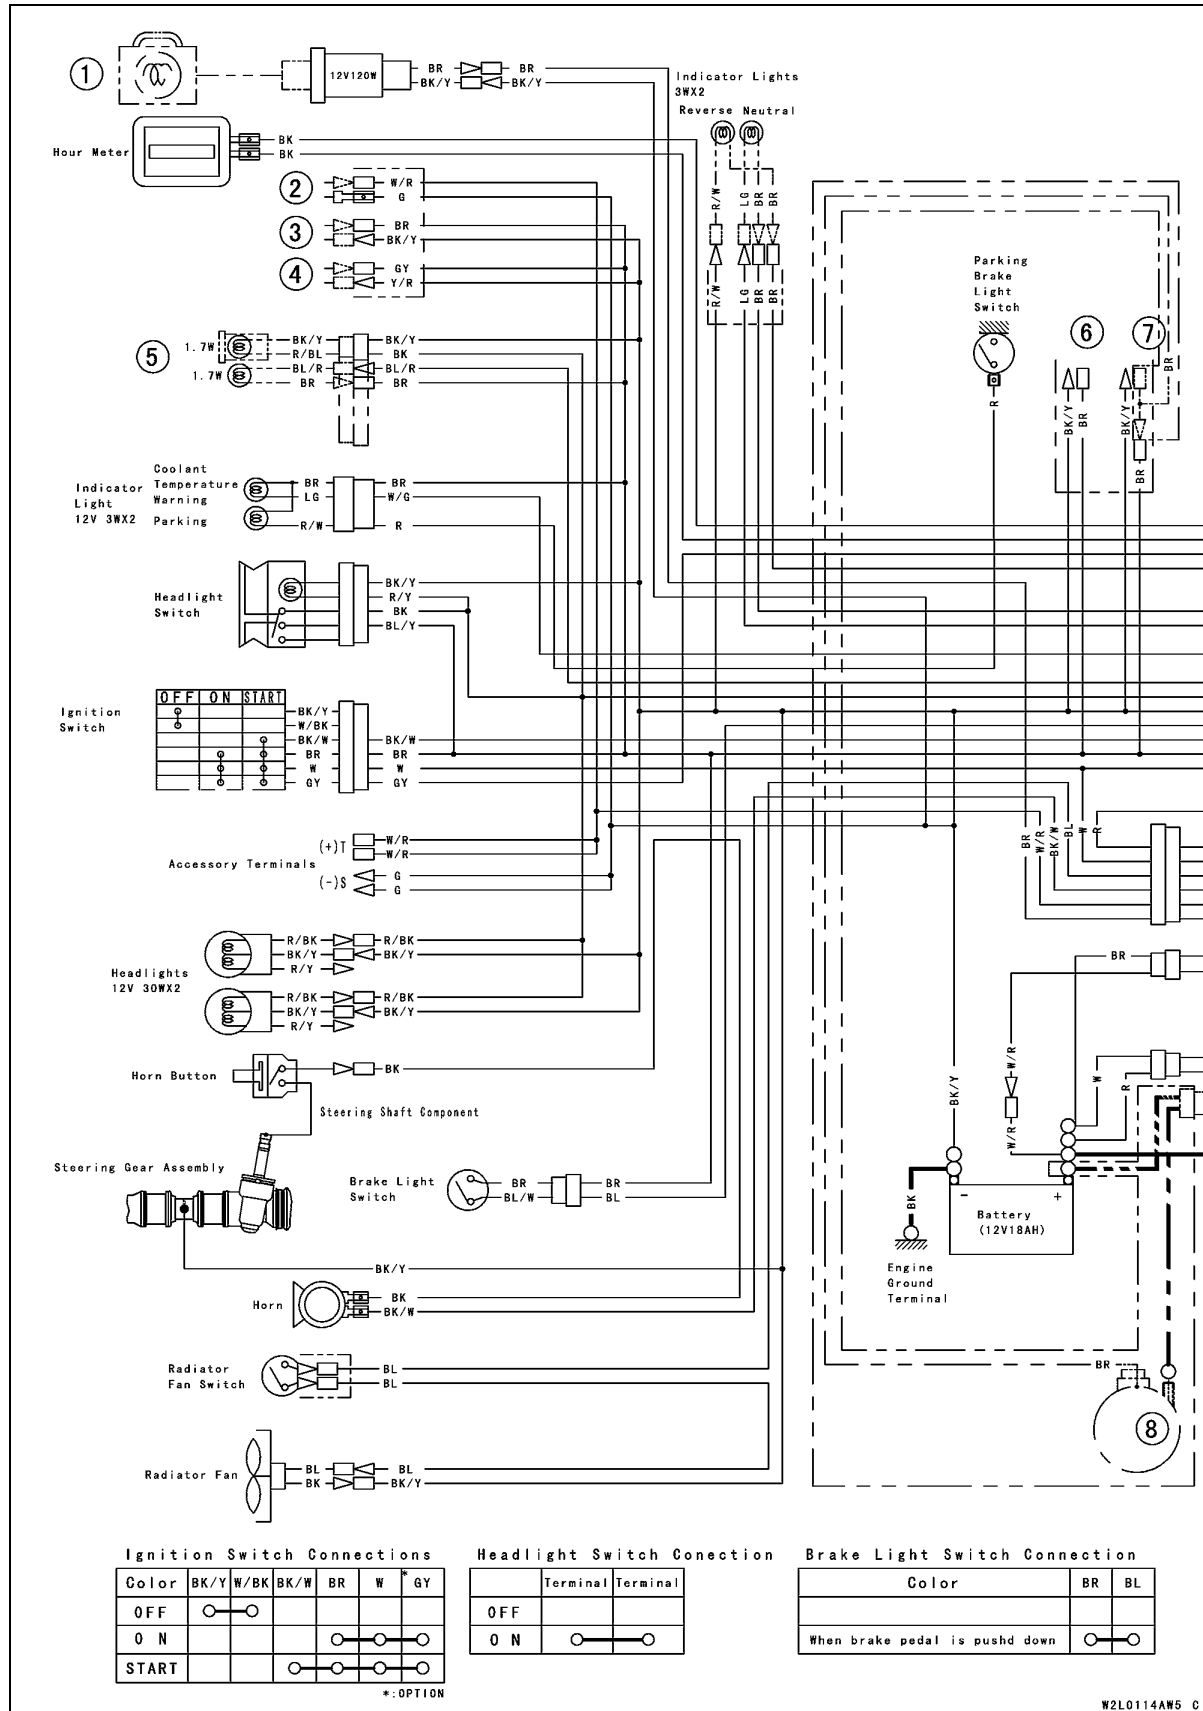 1
12V120W
BR
BR
BK/Y
BK/Y
Indicator Lights
3WX2
Reverse Neutral
Hour Meter
BK
BK
2
W/R
G
3
BR
BK/Y
4
GY
Y/R
R/W
LG
BR
BR
R/W
LG
BR
BR
Parking
Brake
Light
Switch
R
6
7
BR
BK/Y
BR
BK/Y
BR
5
1.7W
1.7W
BK/Y
R/BL
BL/R
BR
BK/Y
BK
BL/R
BR
Indicator
Light
12V 3WX2
Coolant
Temperature
Warning
Parking
BR
LG
R/W
BR
W/G
R
Headlight
Switch
BK/Y
R/Y
BK
BL/Y
Ignition
Switch
OFF ON START
BK/Y
W/BK
BK/W
BR
W
GY
BK/W
BR
W
GY
Accessory Terminals
(+)T
(-)S
W/R
W/R
G
G
BR
W/R
BK/W
BL
W
R
Headlights
12V 30WX2
R/BK
BK/Y
R/Y
R/BK
BK/Y
R/BK
BK/Y
R/Y
R/BK
BK/Y
BR
W/R
W/R
W
R
BK/Y
Horn Button
BK
Steering Shaft Component
Steering Gear Assembly
BK/Y
Brake Light
Switch
BR
BL/W
BR
BL
BK
-
+
Battery
(12V18AH)
Engine
Ground
Terminal
Horn
BK
BK/W
Radiator
Fan Switch
BL
BL
BR
8
Radiator Fan
BL
BK
BL
BK/Y
Ignition Switch Connections
Color BK/Y W/BK BK/W BR W * GY
OFF
O N
START
*:OPTION
Headlight Switch Conection
Terminal Terminal
OFF
O N
Brake Light Switch Connection
Color BR BL
When brake pedal is pushd down
W2L0114AW5 C